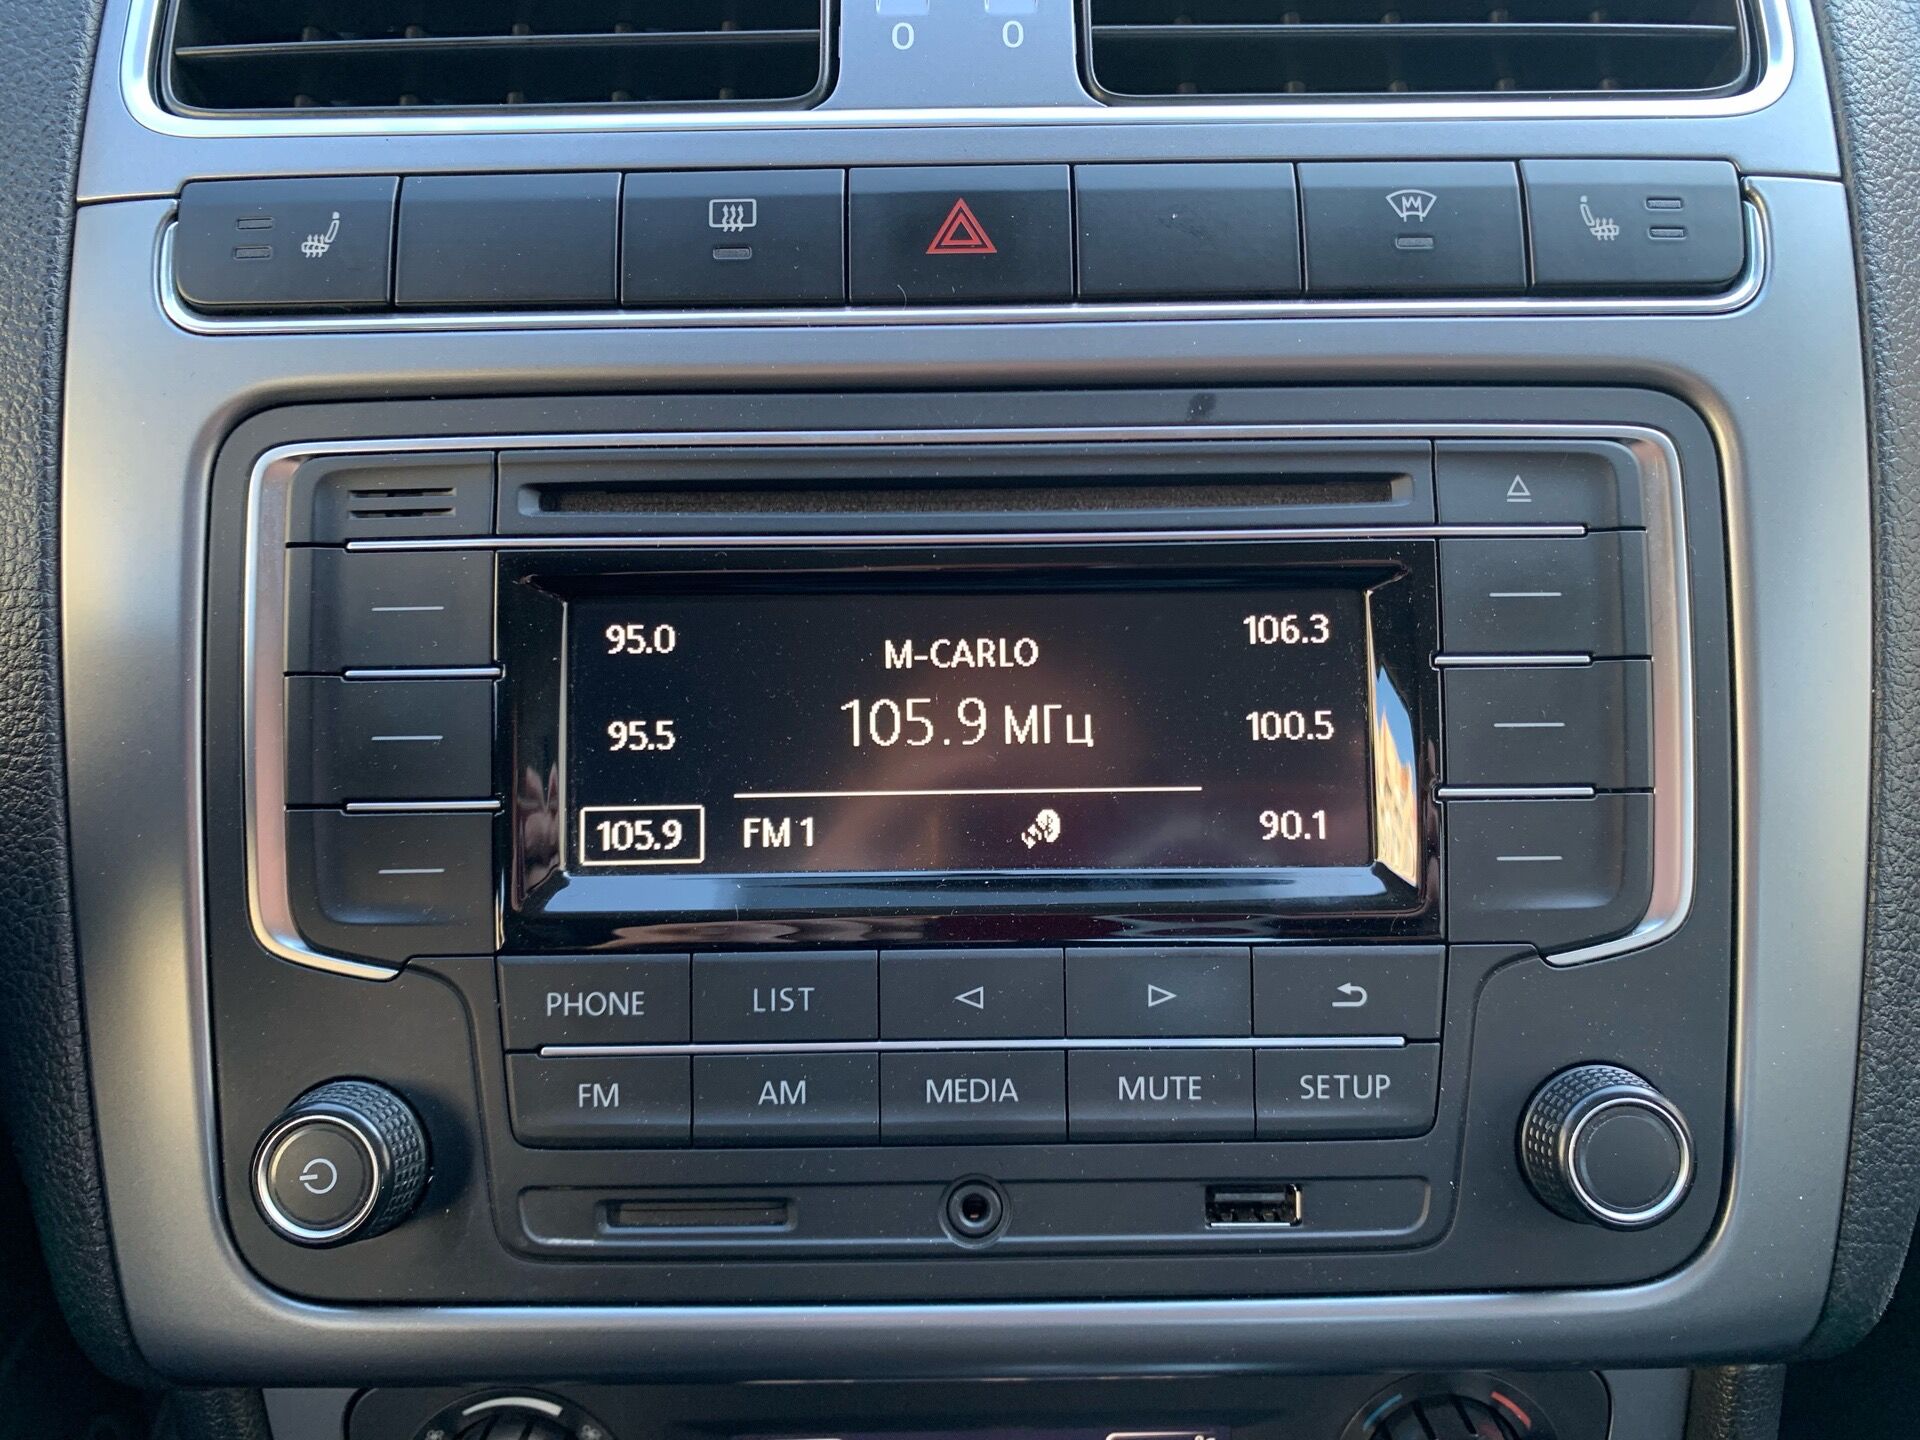 0 0
95.0 M-CARLO 106.3
95.5 105.9 МГц 100.5
105.9 FM 1 90.1
PHONE LIST
FM AM MEDIA MUTE SETUP